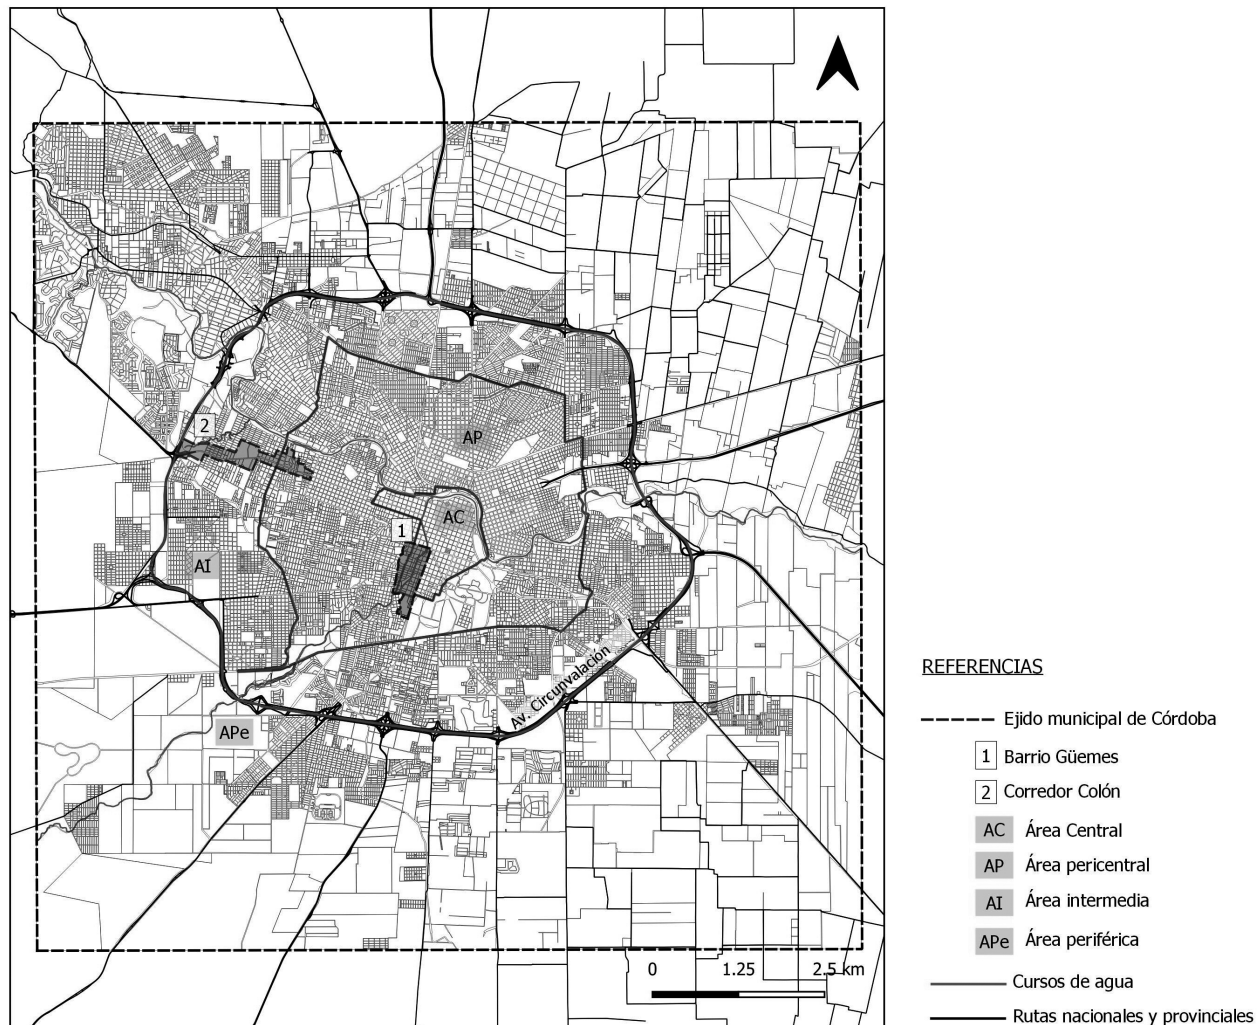 2
AP
AC
1
AI
Av. Circunvalación
APe
0 1.25 2.5 km
REFERENCIAS
Ejido municipal de Córdoba
1 Barrio Güemes
2 Corredor Colón
AC Área Central
AP Área pericentral
AI Área intermedia
APe Área periférica
Cursos de agua
Rutas nacionales y provinciales